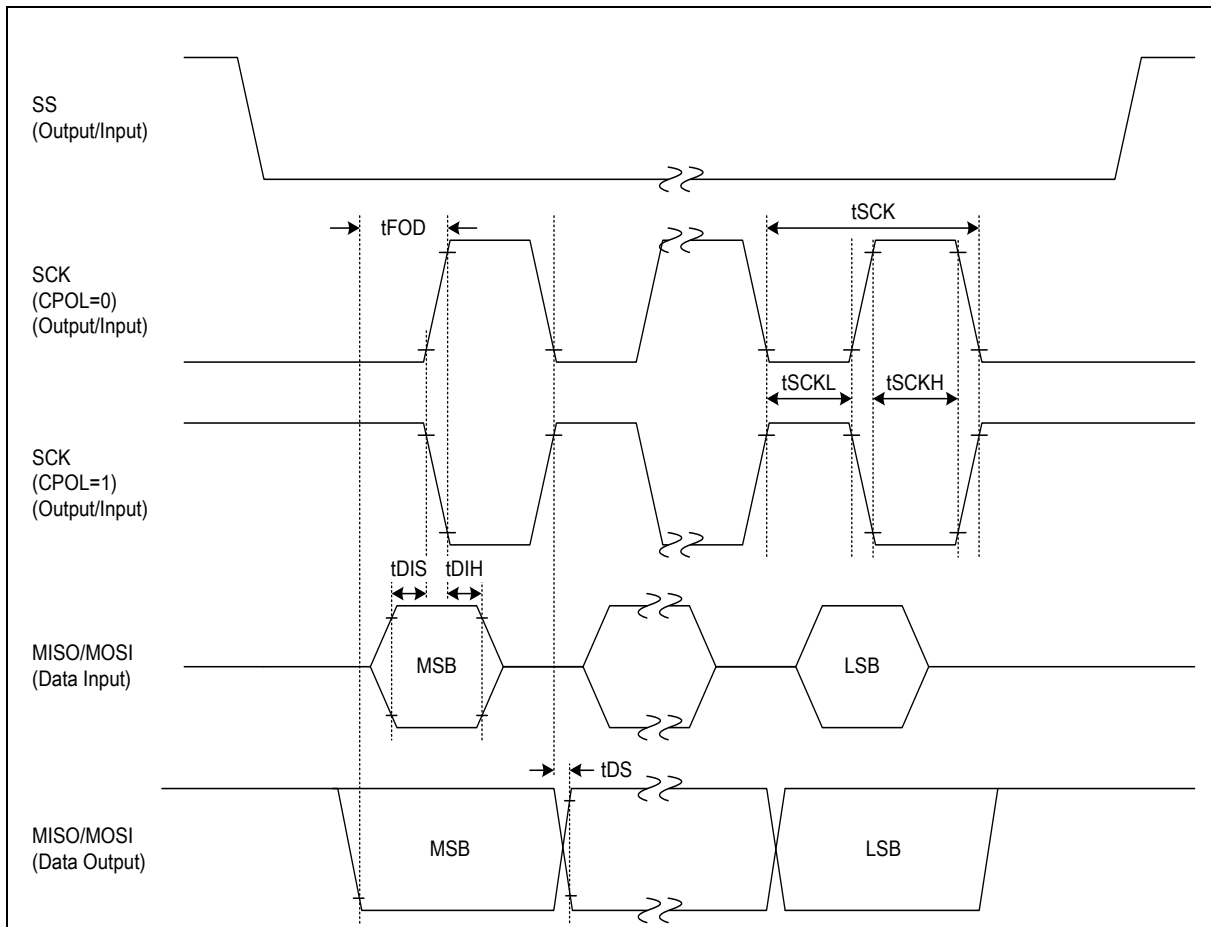 SS
(Output/Input)
tFOD
tSCK
SCK
(CPOL=0)
(Output/Input)
tSCKL
tSCKH
SCK
(CPOL=1)
(Output/Input)
tDIS
tDIH
MISO/MOSI
(Data Input)
MSB
LSB
tDS
MISO/MOSI
(Data Output)
MSB
LSB